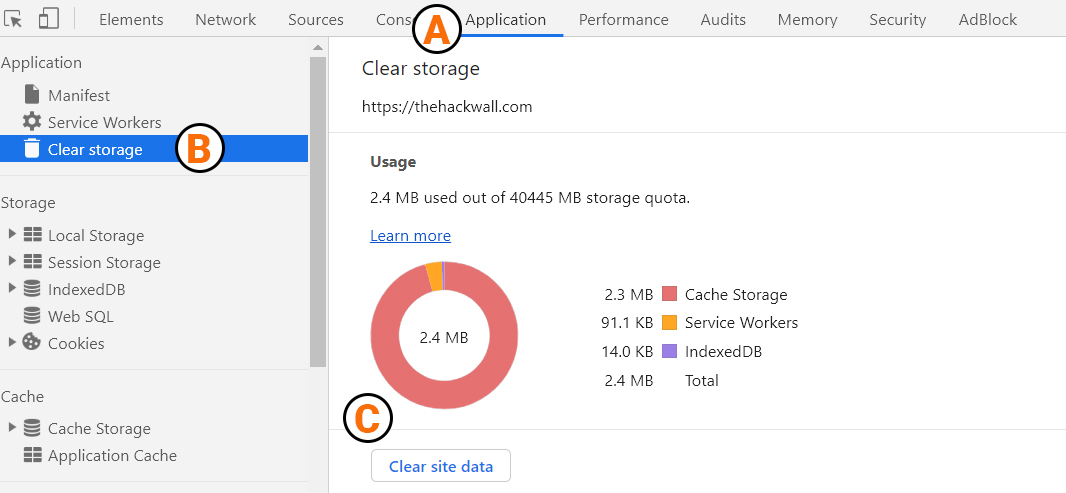 Elements Network Sources Cons A Application Performance Audits Memory Security AdBlock
Application
Manifest
Service Workers
Clear storage B
Storage
Local Storage
Session Storage
IndexedDB
Web SQL
Cookies
Cache
Cache Storage
Application Cache
Clear storage
https://thehackwall.com
Usage
2.4 MB used out of 40445 MB storage quota.
Learn more
2.4 MB
2.3 MB Cache Storage
91.1 KB Service Workers
14.0 KB IndexedDB
2.4 MB Total
C
Clear site data